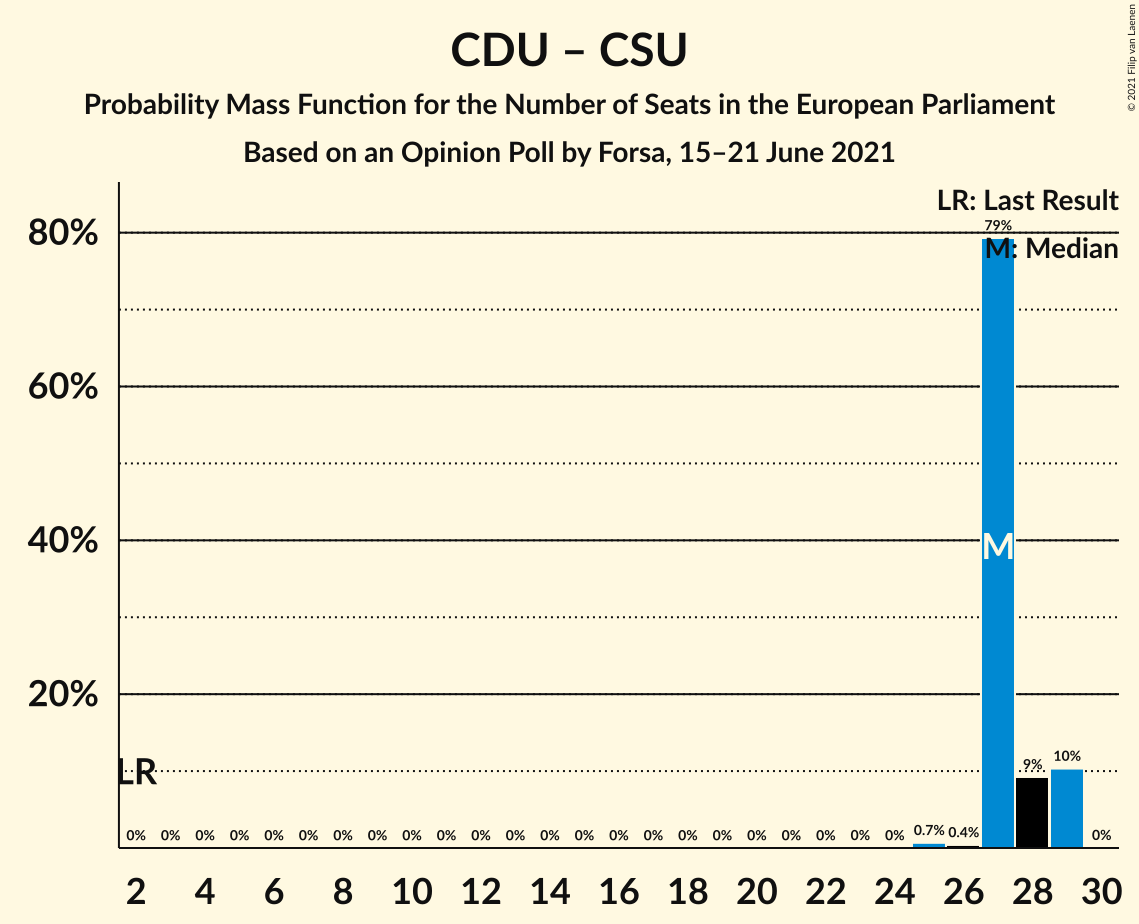 CDU – CSU
Probability Mass Function for the Number of Seats in the European Parliament
Based on an Opinion Poll by Forsa, 15–21 June 2021
© 2021 Filip van Laenen
LR: Last Result
M: Median
80%
60%
40%
20%
79%
M
LR
0% 0% 0% 0% 0% 0% 0% 0% 0% 0% 0% 0% 0% 0% 0% 0% 0% 0% 0% 0% 0% 0% 0% 0.7% 0.4% 9% 10% 0%
2 4 6 8 10 12 14 16 18 20 22 24 26 28 30